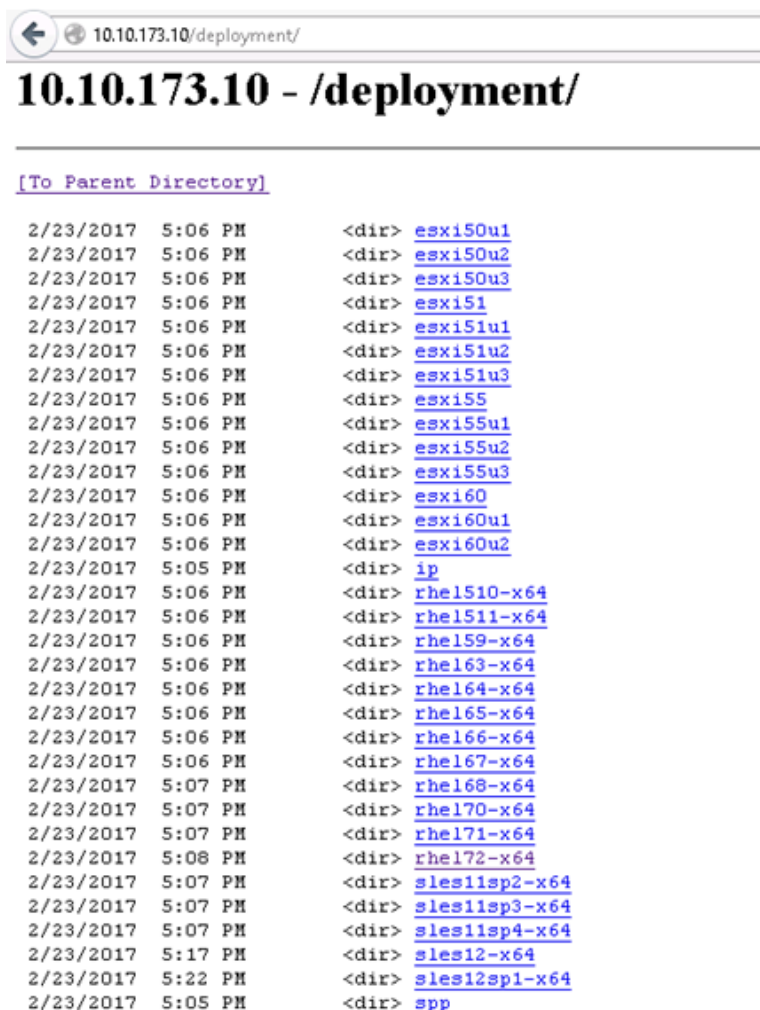 10.10.173.10/deployment/
10.10.173.10 - /deployment/
[To Parent Directory]
2/23/2017 5:06 PM <dir> esxi50u1
2/23/2017 5:06 PM <dir> esxi50u2
2/23/2017 5:06 PM <dir> esxi50u3
2/23/2017 5:06 PM <dir> esxi51
2/23/2017 5:06 PM <dir> esxi51u1
2/23/2017 5:06 PM <dir> esxi51u2
2/23/2017 5:06 PM <dir> esxi51u3
2/23/2017 5:06 PM <dir> esxi55
2/23/2017 5:06 PM <dir> esxi55u1
2/23/2017 5:06 PM <dir> esxi55u2
2/23/2017 5:06 PM <dir> esxi55u3
2/23/2017 5:06 PM <dir> esxi60
2/23/2017 5:06 PM <dir> esxi60u1
2/23/2017 5:06 PM <dir> esxi60u2
2/23/2017 5:05 PM <dir> ip
2/23/2017 5:06 PM <dir> rhel510-x64
2/23/2017 5:06 PM <dir> rhel511-x64
2/23/2017 5:06 PM <dir> rhel59-x64
2/23/2017 5:06 PM <dir> rhel63-x64
2/23/2017 5:06 PM <dir> rhel64-x64
2/23/2017 5:06 PM <dir> rhel65-x64
2/23/2017 5:06 PM <dir> rhel66-x64
2/23/2017 5:06 PM <dir> rhel67-x64
2/23/2017 5:07 PM <dir> rhel68-x64
2/23/2017 5:07 PM <dir> rhel70-x64
2/23/2017 5:07 PM <dir> rhel71-x64
2/23/2017 5:08 PM <dir> rhel72-x64
2/23/2017 5:07 PM <dir> sles11sp2-x64
2/23/2017 5:07 PM <dir> sles11sp3-x64
2/23/2017 5:07 PM <dir> sles11sp4-x64
2/23/2017 5:17 PM <dir> sles12-x64
2/23/2017 5:22 PM <dir> sles12sp1-x64
2/23/2017 5:05 PM <dir> spp